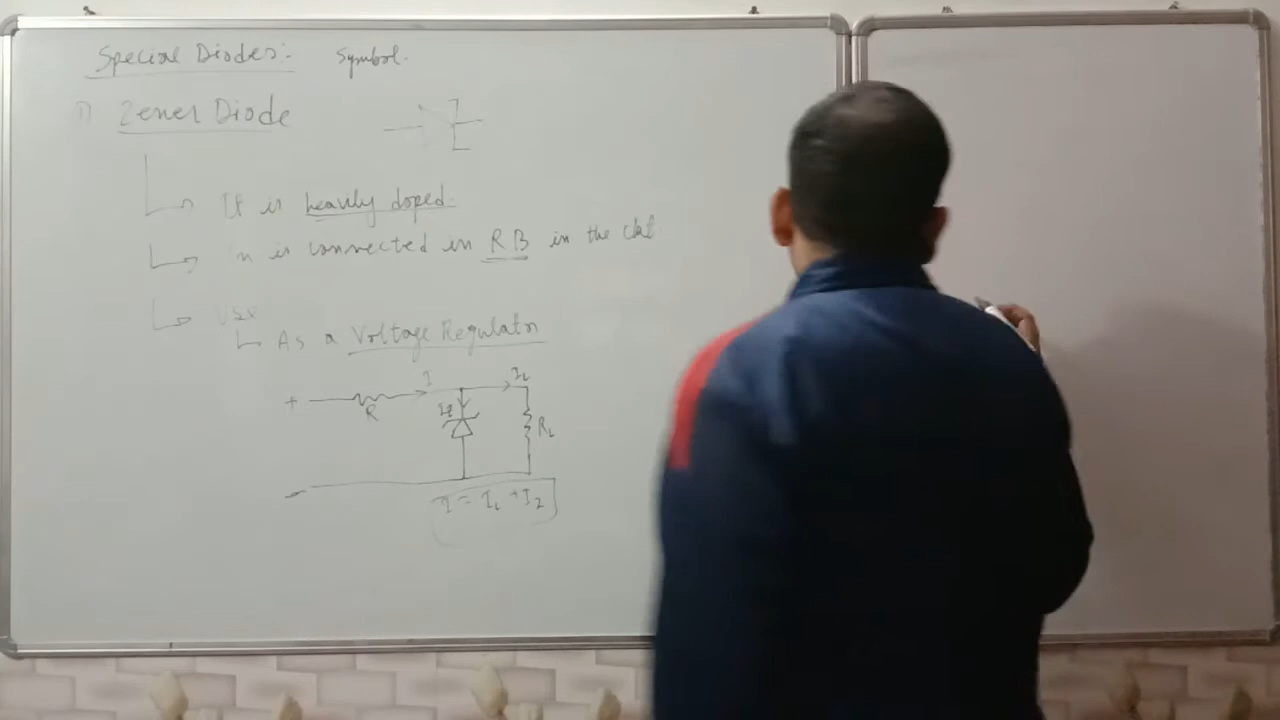 Special Diodes:- Symbol.
1) Zener Diode
It is heavily doped.
It is connected in RB in the ckt
use
As a Voltage Regulator
I IL
+ R
IZ RL
-
I = IL + IZ